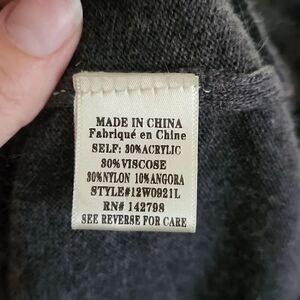 MADE IN CHINA
Fabriqué en Chine
SELF: 30%ACRYLIC
30%VISCOSE
30%NYLON 10%ANGORA
STYLE#12W0921L
RN# 142798
SEE REVERSE FOR CARE